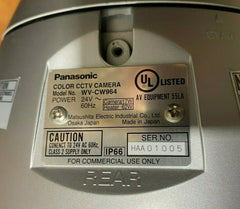 Panasonic
COLOR CCTV CAMERA
Model No. WV-CW964
POWER 24V~
60Hz
UL LISTED
AV EQUIPMENT 55LA
Matsushita Electric Industrial Co., Ltd.
Osaka Japan
Made in Japan
CAUTION
CONNECT TO 24V AC 60Hz,
CLASS 2 SUPPLY ONLY
IP66
SER.NO.
HAA01005
FOR COMMERCIAL USE ONLY
REAR